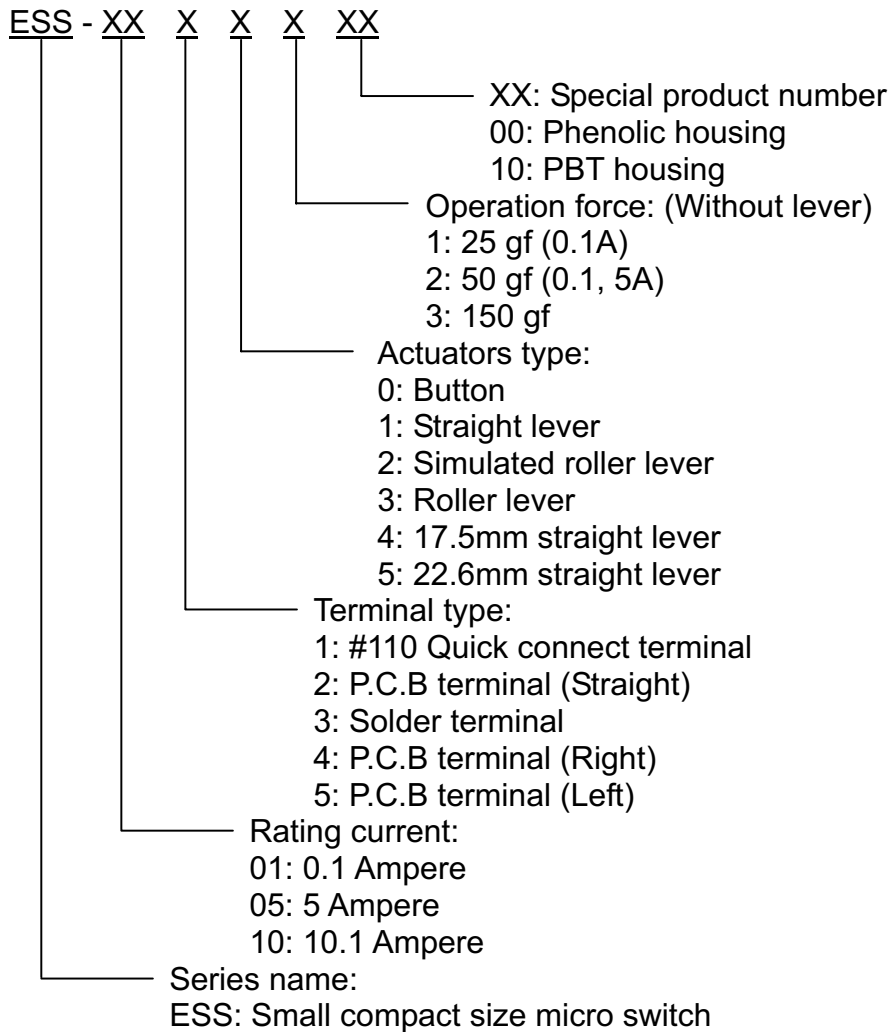 ESS - XX X X X XX
XX: Special product number
00: Phenolic housing
10: PBT housing
Operation force: (Without lever)
1: 25 gf (0.1A)
2: 50 gf (0.1, 5A)
3: 150 gf
Actuators type:
0: Button
1: Straight lever
2: Simulated roller lever
3: Roller lever
4: 17.5mm straight lever
5: 22.6mm straight lever
Terminal type:
1: #110 Quick connect terminal
2: P.C.B terminal (Straight)
3: Solder terminal
4: P.C.B terminal (Right)
5: P.C.B terminal (Left)
Rating current:
01: 0.1 Ampere
05: 5 Ampere
10: 10.1 Ampere
Series name:
ESS: Small compact size micro switch